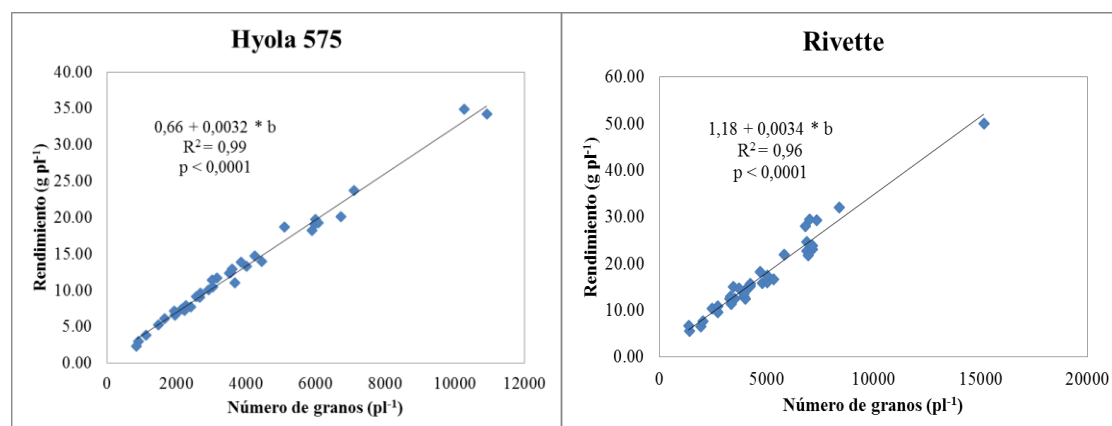 Hyola 575
40.00
35.00
30.00
25.00
20.00
15.00
10.00
5.00
0.00
Rendimiento (g pl⁻¹)
0,66 + 0,0032 * b
R² = 0,99
p < 0,0001
0 2000 4000 6000 8000 10000 12000
Número de granos (pl⁻¹)
Rivette
60.00
50.00
40.00
30.00
20.00
10.00
0.00
Rendimiento (g pl⁻¹)
1,18 + 0,0034 * b
R² = 0,96
p < 0,0001
0 5000 10000 15000 20000
Número de granos (pl⁻¹)